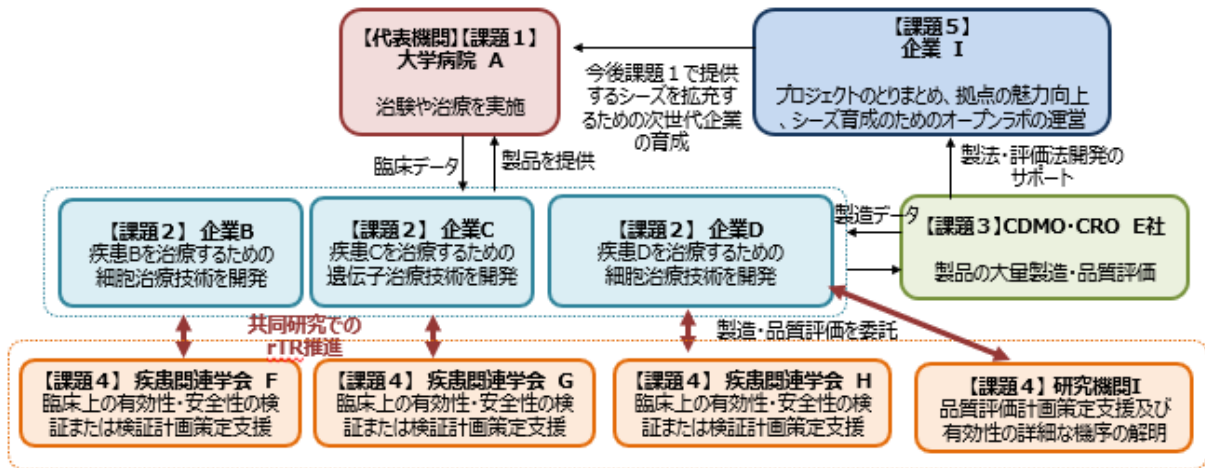 【代表機関】【課題１】
大学病院 A
治験や治療を実施
【課題５】
企業 I
プロジェクトのとりまとめ、拠点の魅力向上
、シーズ育成のためのオープンラボの運営
今後課題１で提供
するシーズを拡充す
るための次世代企業
の育成
臨床データ
製品を提供
製法・評価法開発の
サポート
【課題２】企業B
疾患Bを治療するための
細胞治療技術を開発
【課題２】企業C
疾患Cを治療するための
遺伝子治療技術を開発
【課題２】企業D
疾患Dを治療するための
細胞治療技術を開発
製造データ
【課題３】CDMO・CRO E社
製品の大量製造・品質評価
共同研究での
rTR推進
製造・品質評価を委託
【課題４】疾患関連学会 F
臨床上の有効性・安全性の検
証または検証計画策定支援
【課題４】疾患関連学会 G
臨床上の有効性・安全性の検
証または検証計画策定支援
【課題４】疾患関連学会 H
臨床上の有効性・安全性の検
証または検証計画策定支援
【課題４】研究機関I
品質評価計画策定支援及び
有効性の詳細な機序の解明